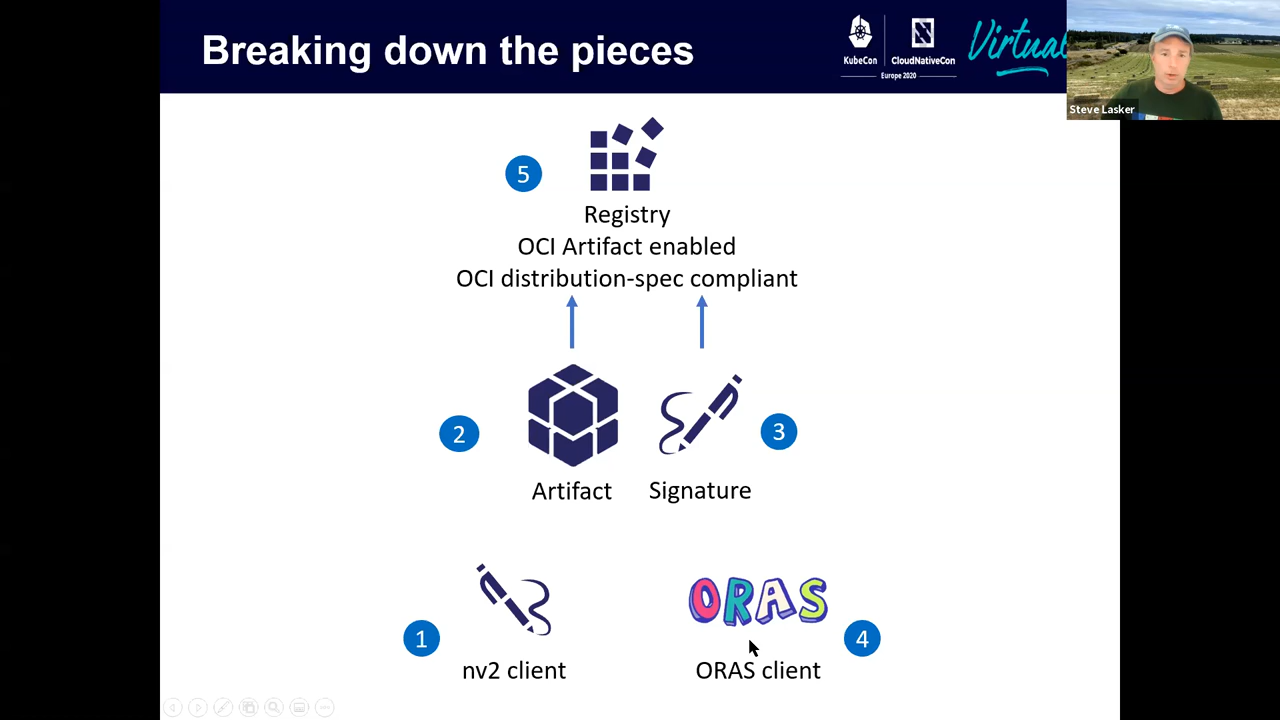 Breaking down the pieces
KubeCon
CloudNativeCon
Europe 2020
Virtual
Steve Lasker
5
Registry
OCI Artifact enabled
OCI distribution-spec compliant
2
3
Artifact
Signature
ORAS
1
4
nv2 client
ORAS client